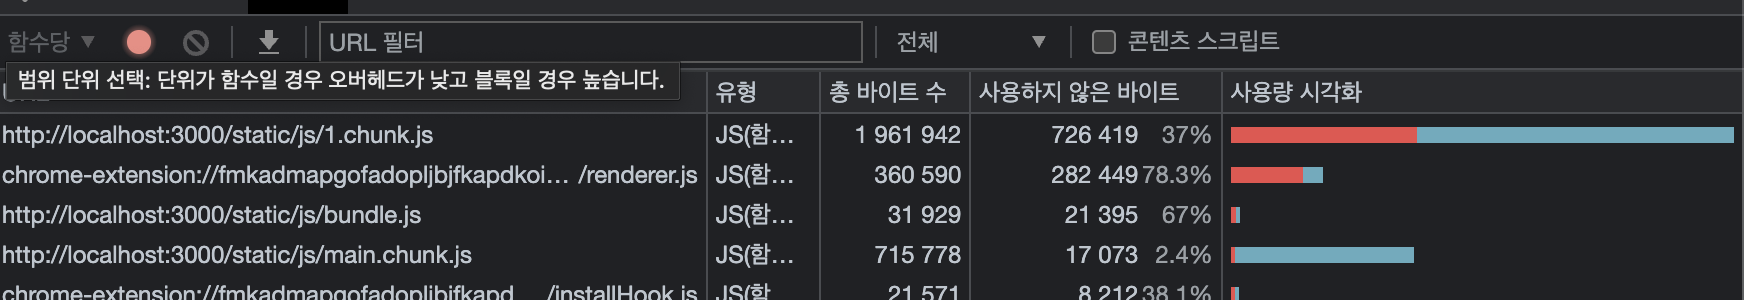 함수당 URL 필터 전체 콘텐츠 스크립트
범위 단위 선택: 단위가 함수일 경우 오버헤드가 낮고 블록일 경우 높습니다.
유형 총 바이트 수 사용하지 않은 바이트 사용량 시각화
http://localhost:3000/static/js/1.chunk.js JS(함… 1 961 942 726 419 37%
chrome-extension://fmkadmapgofadopljbjfkapdkoi… /renderer.js JS(함… 360 590 282 449 78.3%
http://localhost:3000/static/js/bundle.js JS(함… 31 929 21 395 67%
http://localhost:3000/static/js/main.chunk.js JS(함… 715 778 17 073 2.4%
chrome-extension://fmkadmapgofadopljbjfkapd… /installHook.js JS(함… 21 571 8 212 38.1%